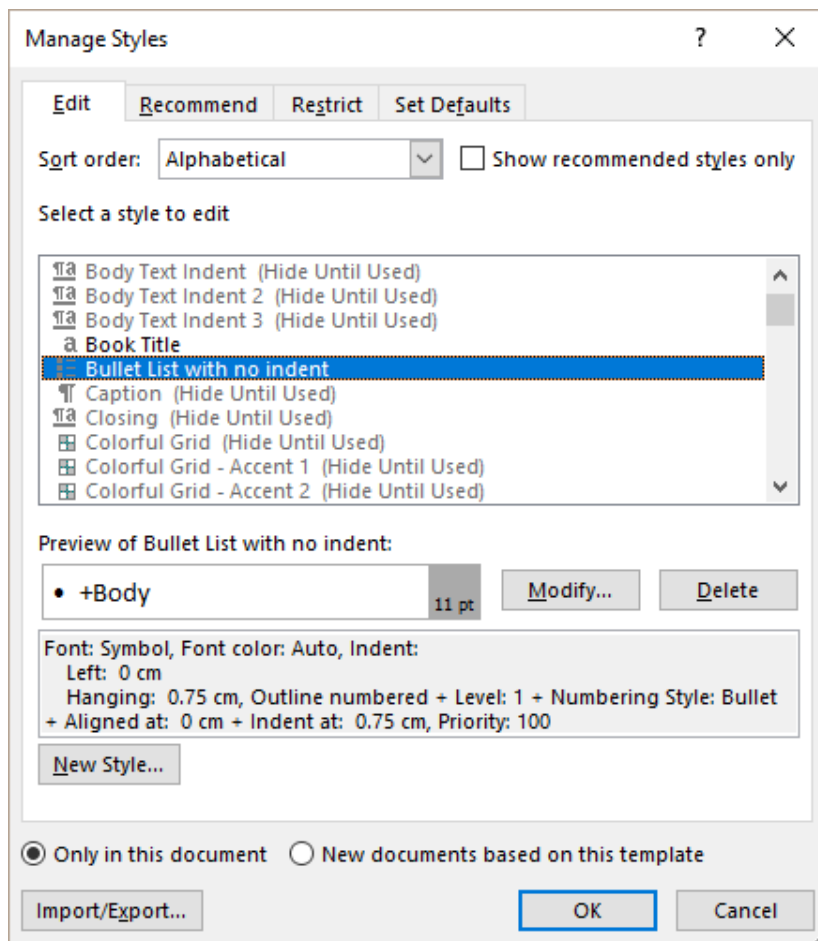 Manage Styles ?
Edit Recommend Restrict Set Defaults
Sort order: Alphabetical Show recommended styles only
Select a style to edit
¶a Body Text Indent (Hide Until Used)
¶a Body Text Indent 2 (Hide Until Used)
¶a Body Text Indent 3 (Hide Until Used)
a Book Title
Bullet List with no indent
¶ Caption (Hide Until Used)
¶a Closing (Hide Until Used)
Colorful Grid (Hide Until Used)
Colorful Grid - Accent 1 (Hide Until Used)
Colorful Grid - Accent 2 (Hide Until Used)
Preview of Bullet List with no indent:
• +Body 11 pt Modify... Delete
Font: Symbol, Font color: Auto, Indent:
Left: 0 cm
Hanging: 0.75 cm, Outline numbered + Level: 1 + Numbering Style: Bullet
+ Aligned at: 0 cm + Indent at: 0.75 cm, Priority: 100
New Style...
Only in this document New documents based on this template
Import/Export... OK Cancel